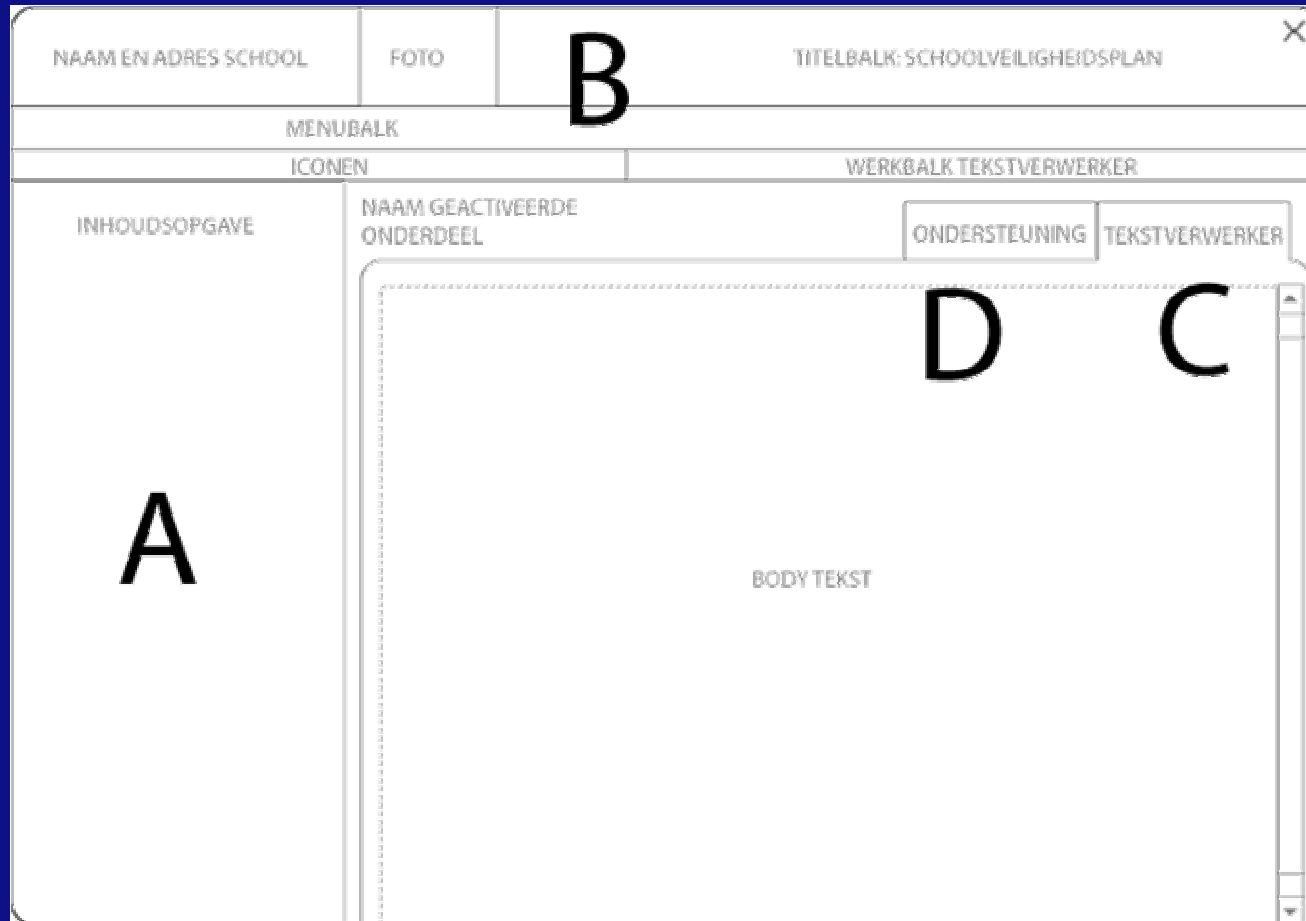 NAAM EN ADRES SCHOOL
FOTO
B
TITELBALK: SCHOOLVEILIGHEIDSPLAN
MENUBALK
ICONEN
WERKBALK TEKSTVERWERKER
INHOUDSOPGAVE
NAAM GEACTIVEERDE
ONDERDEEL
ONDERSTEUNING
TEKSTVERWERKER
D
C
A
BODY TEKST